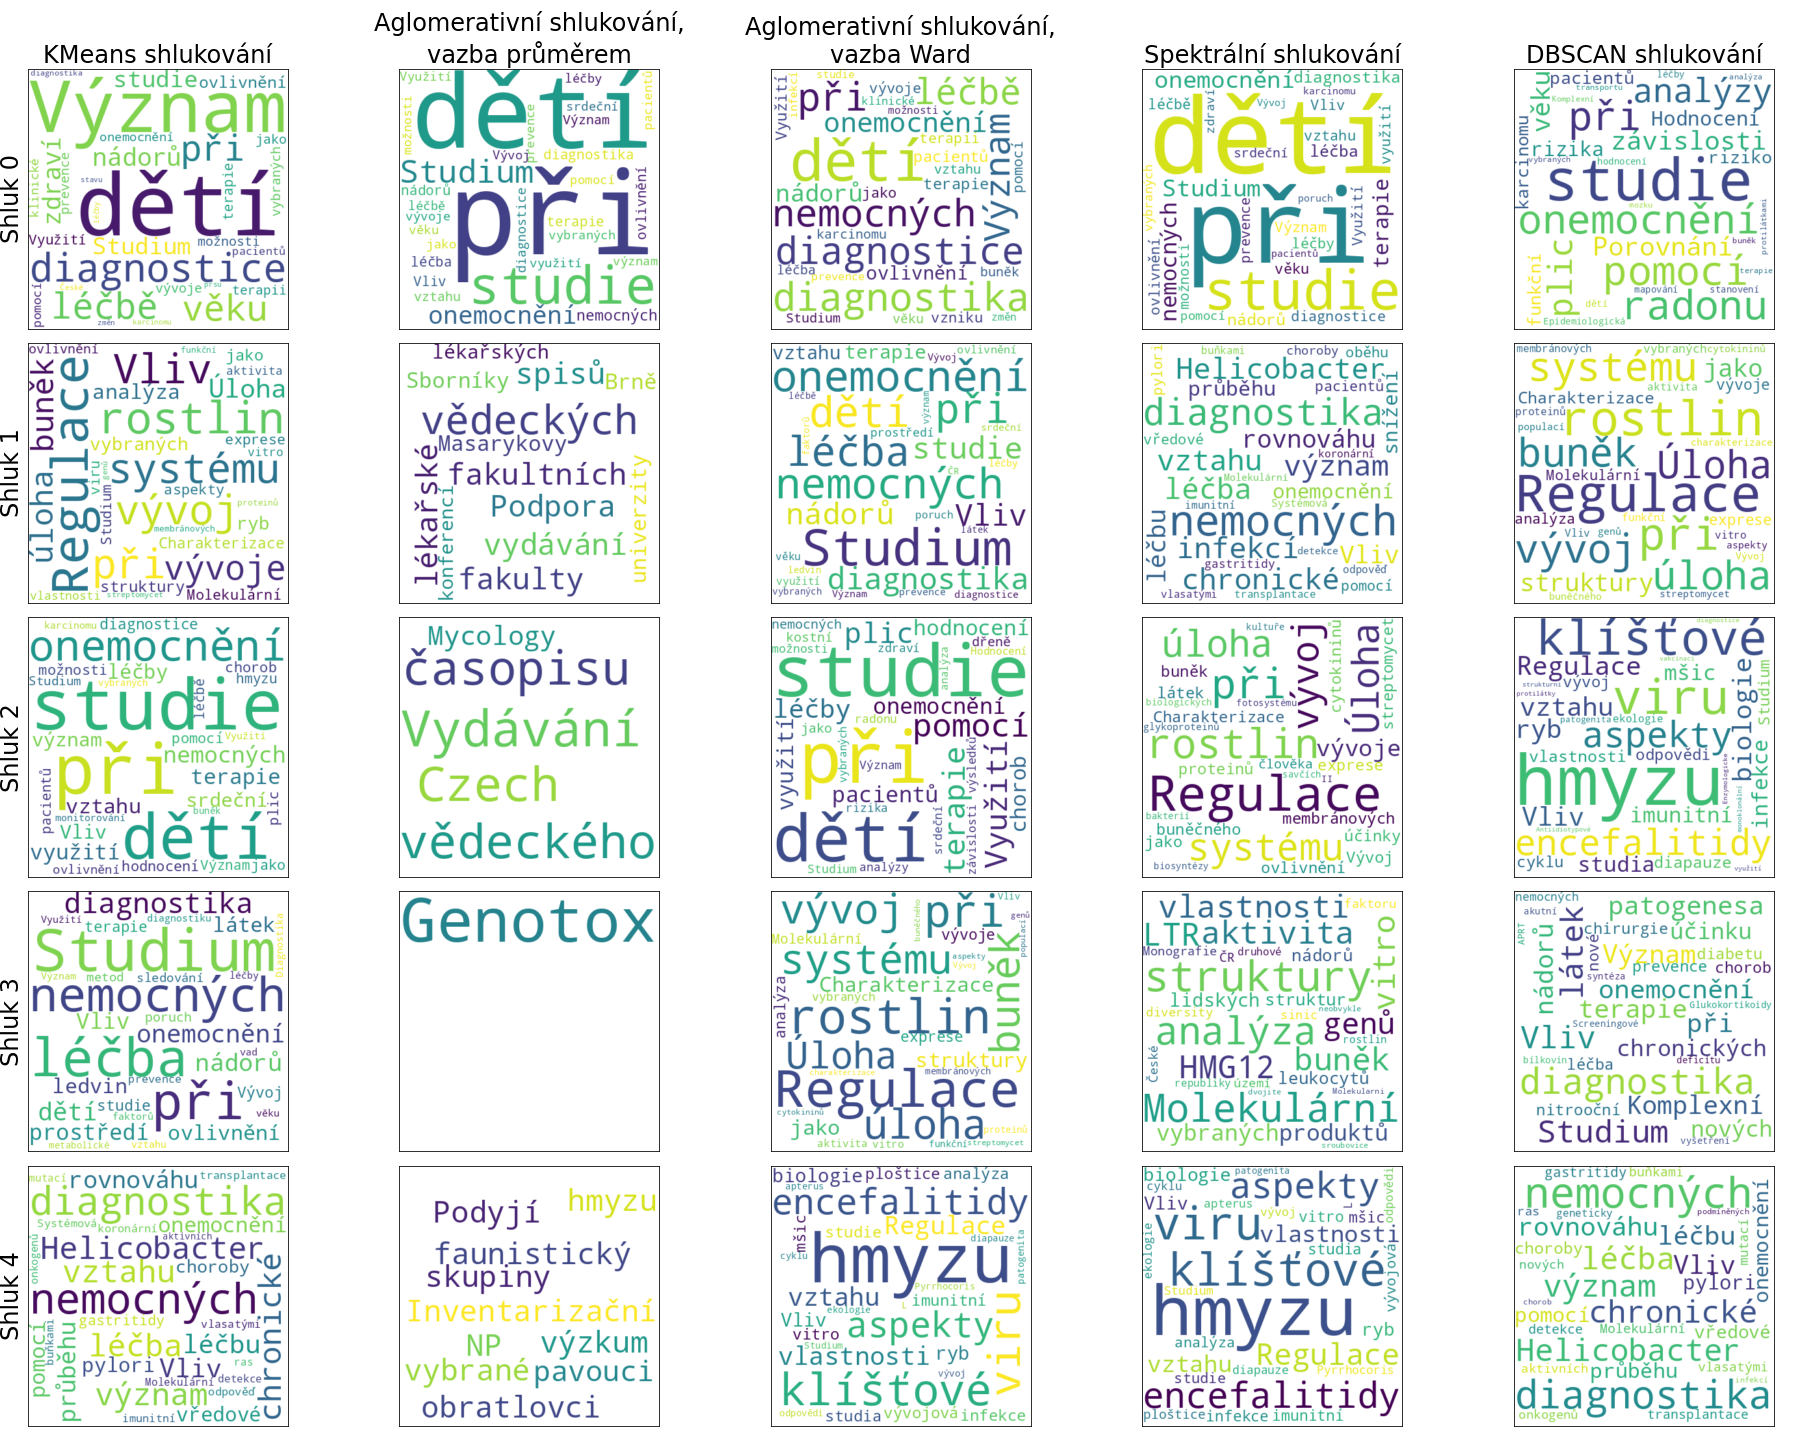 KMeans shlukování
Aglomerativní shlukování,
vazba průměrem
Aglomerativní shlukování,
vazba Ward
Spektrální shlukování
DBSCAN shlukování
Shluk 0
diagnostika
studie ovlivnění
Význam
onemocnění jako
nádorů při
zdraví
klinické
prevence
stavu
dětí
léčby
terapie
vybraných
Využití
Studium možnosti
pacientů
diagnostice
česká vývoje prsu terapii
pomocí
léčbě věku
změn karcinomu
Využití léčby
dětí
pacientů
možnosti
prevence
srdeční
Význam
Vývoj diagnostika
Studium
nádorů
pomocí
při
léčbě
vývoje
věku
jako
diagnostice
terapie
vybraných
ovlivnění
léčba využití význam
Vliv
studie
vztahu
onemocnění nemocných
studie
Využití
infekcí
při vývoje léčbě
klinické
možnosti
onemocnění
Význam
terapii
dětí
pacientů
vztahu
pomocí
nádorů jako terapie
nemocných
karcinomu
diagnostice
léčba ovlivnění buněk
prevence
diagnostika
Studium věku vzniku změn
onemocnění diagnostika
karcinomu
léčbě
zdraví
Vývoj Vliv
dětí
využití
vztahu
srdeční léčba
Studium
vybraných
poruch
při
nemocných
prevence
Význam
léčby
Využití
terapie
pacientů
věku
ovlivnění
možnosti
studie
pomocí nádorů diagnostice
věku
pacientů léčby analýza
transportu
Komplexní
analýzy
při Hodnocení
závislosti
karcinomu
rizika riziko
vybraných hodnocení
studie
mozku
onemocnění
protilátkami
plic
Porovnání buněk
pomocí terapie
funkční
mapování stanovení
děti radonu
Epidemiologická
Shluk 1
ovlivnění funkční
Vliv jako
aktivita
buněk
Regulace
analýza Úloha
rostlin
vybraných exprese
vitro
úloha
viru
genů
systému
Studium
aspekty
vývoj proteinů
ryb
membránových
Charakterizace
při vývoje
struktury
vlastnosti streptomycet Molekulární
lékařských
Sborníky spisů Brně
vědeckých
Masarykovy
lékařské
fakultních
konferencí
Podpora
univerzity
vydávání
fakulty
vztahu terapie Vývoj ovlivnění
onemocnění
léčbě
dětí význam při
faktorů
prostředí srdeční
léčba studie
ČR léčby
nemocných
nádorů poruch Vliv
látek
Studium
věku
ledvin
využití diagnostika
vybraných Význam prevence diagnostice
pylori
buňkami choroby oběhu
Helicobacter
průběhu pacientů
snížení
diagnostika
vředové rovnováhu
koronární
vztahu význam
Molekulární
léčba onemocnění
imunitní Systémová
léčbu
nemocných
infekcí detekce Vliv
gastritidy odpověď
chronické pomocí
vlasatými transplantace
membránových vybraných cytokininů
systému jako
aktivita vývoje
Charakterizace
proteinů
populací
rostlin
charakterizace
buněk Úloha
Molekulární
Regulace
analýza funkční exprese
Vliv genů vitro
vývoj při aspekty
Vývoj
struktury úloha
buněčného streptomycet
Shluk 2
karcinomu diagnostice
onemocnění
možnosti léčby chorob
Studium vybraných hmyzu
léčbě
studie
význam pomocí Využití
při nemocných
pacientů
terapie
vztahu srdeční
plic
monitorování buněk
Vliv dětí
využití
ovlivnění hodnocení Význam jako
Mycology
časopisu
Vydávání
Czech
vědeckého
nemocných
kostní plic hodnocení
možnosti zdraví dřeně
analýza Hodnocení
studie
léčby onemocnění
jako radonu pomocí
využití
vybraných
při Význam
terapie
výsledků
Využití
chorob
pacientů
rizika
dětí
srdeční
závislosti
Studium analýzy
úloha kultuře
vývoj
cytokininů
Úloha
streptomycet
buněk při
látek
biologických fotosystému
Charakterizace
glykoproteinů
rostlin vývoje
proteinů člověka exprese
savčích II
Regulace
bakterií membránových
buněčného účinky
jako systému Vývoj
biosyntézy ovlivnění
diagnostice
klíšťové
Regulace vakcinaci
mšic
strukturní vývoj
protilátky
viru
biologie
Studium
vztahu
patogenita ekologie
ryb aspekty
vlastnosti odpovědi
hmyzu
Enzymologické
monoklonální
infekce
Vliv imunitní
Antiidiotypové
encefalitidy
cyklu studia diapauze využití
Shluk 3
diagnostika
Využití diagnostiku
terapie látek
Studium
Diagnostika
Význam metod sledování léčby
nemocných
Vliv poruch
onemocnění
léčba vad
nádorů
ledvin prevence
Vývoj
dětí studie při
faktorů věku
prostředí ovlivnění
metabolické vztahu
Genotox
vývoj
buněčného
při Vliv
genů
Molekulární vývoje
populací
systému aspekty
Vývoj
buněk
analýza
Charakterizace
vybraných
rostlin
exprese
Úloha struktury
charakterizace membránových
Regulace
cytokininů
úloha proteinů
jako
aktivita vitro funkční streptomycet
vlastnosti faktoru
LTR aktivita
vitro
Monografie ČR druhové nádorů
struktury
lidských struktur neobvykle
diversity sinic
analýza genů
rostlin
České
HMG12 buněk
republiky území leukocytů
dvojite Molekularni
Molekulární
vybraných produktů
sroubovice
nemocných
akutní patogenesa
APRT
chirurgie účinku
nádorů
látek
nové
Význam diabetu
syntéza prevence chorob
onemocnění
terapie Glukokortikoidy
Screeningové při
Vliv chronických
bílkovin léčba deficitu
diagnostika
nitrooční Komplexní
Studium nových
vyšetření
Shluk 4
mutací rovnováhu transplantace
diagnostika
Systémová koronární onemocnění
onkogenů
aktivních
Helicobacter
vztahu choroby
chronické
nemocných
gastritidy vlasatými
pomocí
buňkami
průběhu
léčba léčbu
pylori Vliv ras
Molekulární detekce
význam odpověď
imunitní vředové
Podyjí hmyzu
faunistický
skupiny
Inventarizační
NP výzkum
vybrané pavouci
obratlovci
biologie ploštice analýza
apterus
encefalitidy
mšic
studie Regulace
cyklu diapauze
hmyzu
patogenita
Pyrrhocoris
vztahu L imunitní
ekologie
Vliv aspekty
vitro
Studium
viru
vlastnosti ryb
vývoj
klíšťové
odpovědi studia vývojová infekce
biologie patogenita
cyklu aspekty
odpovědi
Vliv apterus L
vývoj vitro mšic
viru vlastnosti
ekologie
studia
klíšťové
Studium
vývojová
hmyzu
ryb
analýza
Regulace
vztahu diapauze Pyrrhocoris
studie
encefalitidy
ploštice infekce imunitní
gastritidy buňkami
nemocných
ras geneticky podmíněných
rovnováhu léčbu
mutací
onemocnění
choroby
nových léčba Vliv
význam pylori
chorob
pomocí chronické
detekce Molekulární vředové
Helicobacter
aktivních průběhu vlasatými
infekcí
diagnostika
onkogenů transplantace